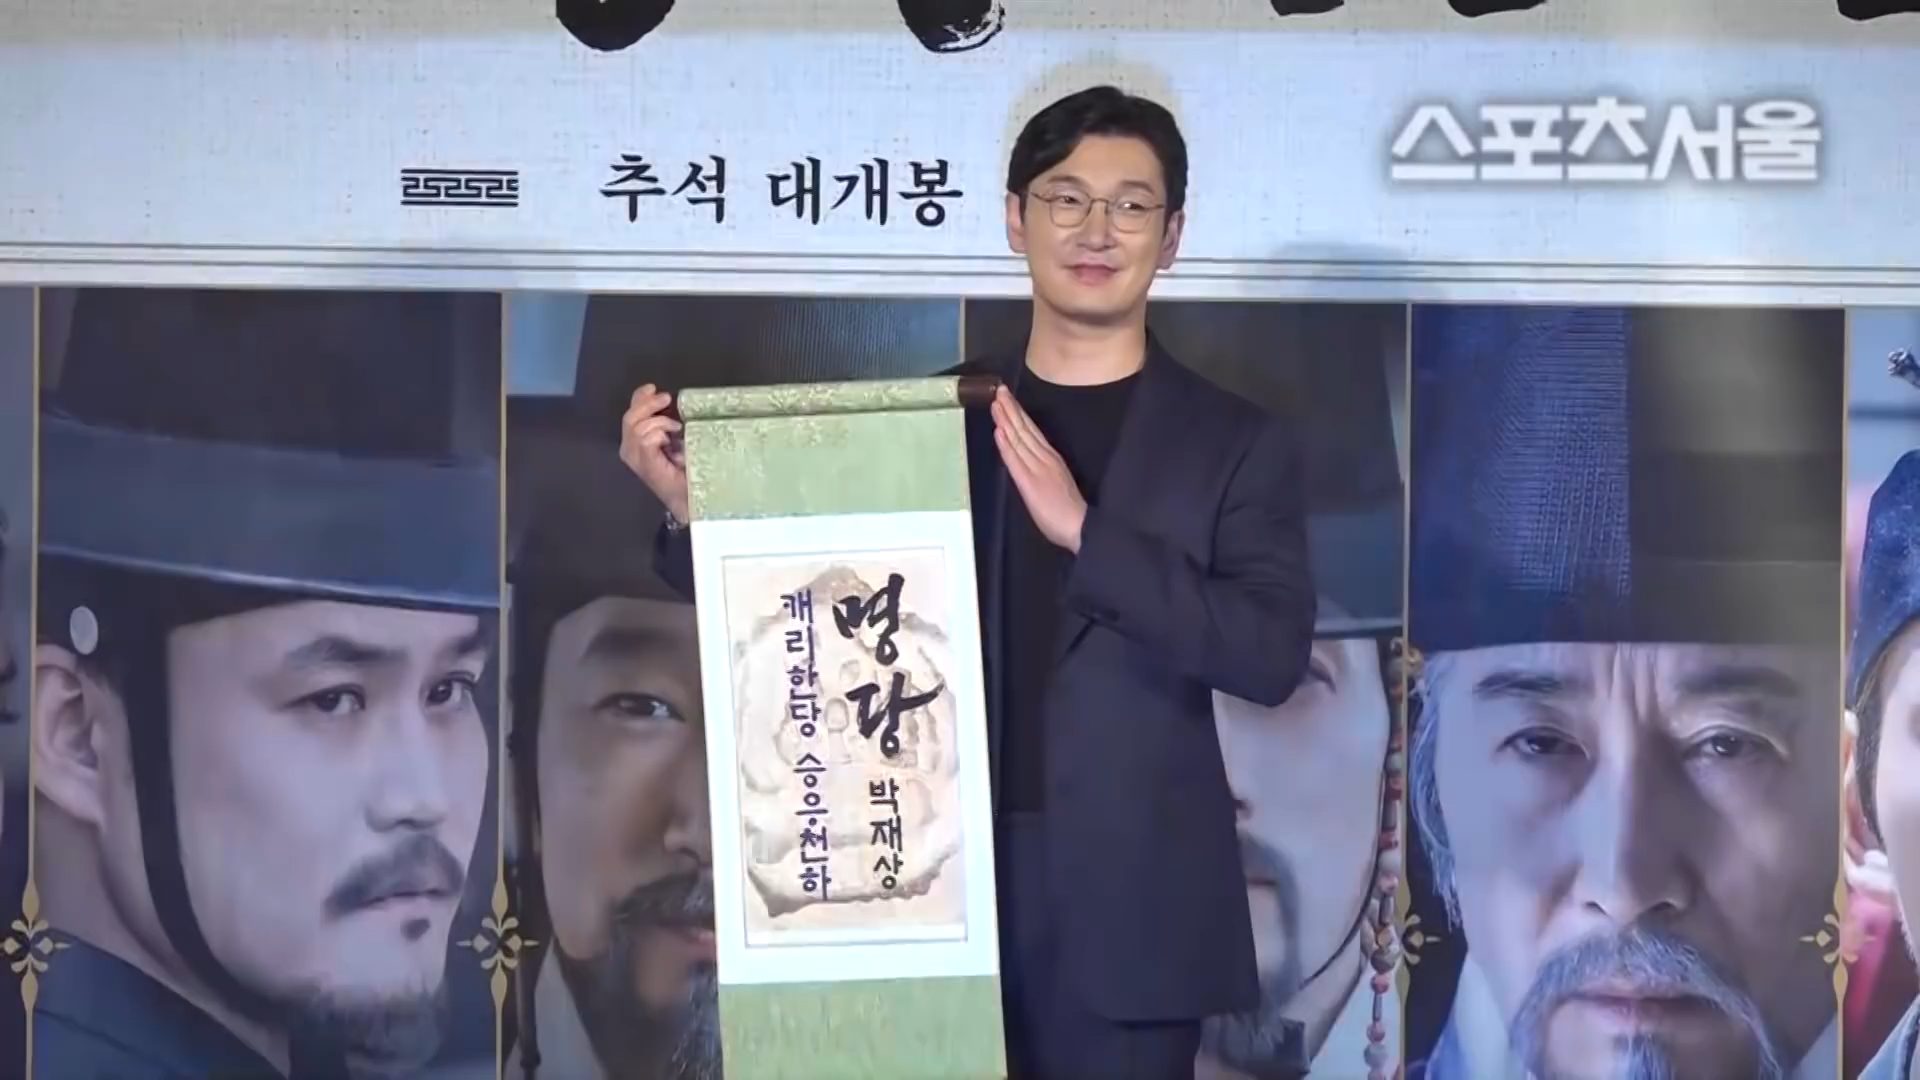 추석 대개봉
스포츠서울
명당 박재상
캐리한당 승승천하